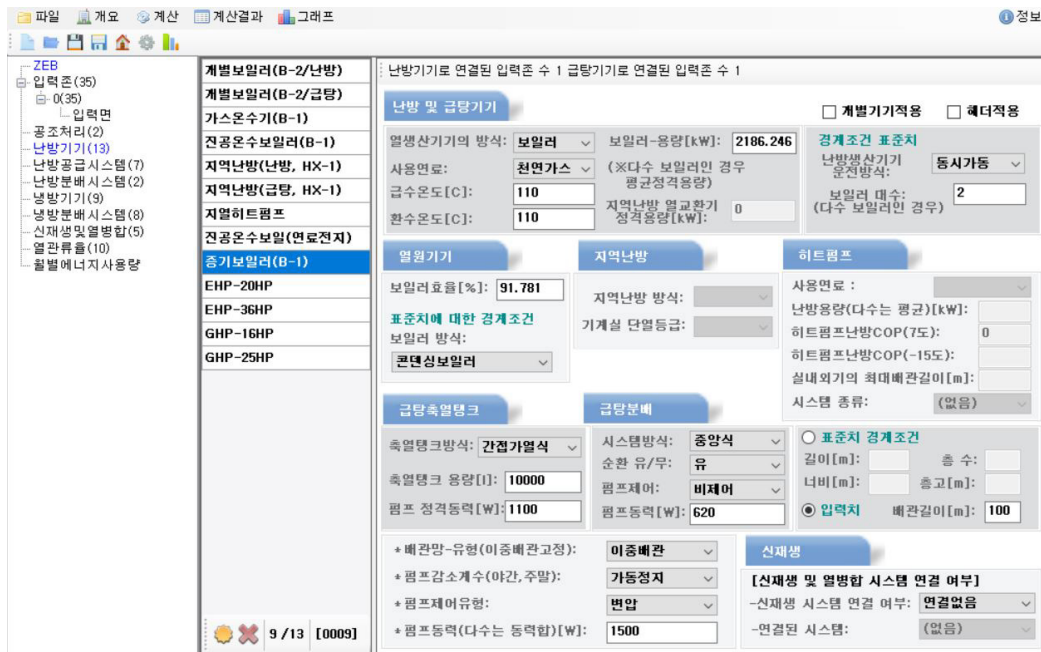 파일 개요 계산 계산결과 그래프 정보
ZEB
입력존(35)
0(35)
입력면
공조처리(2)
난방기기(13)
난방공급시스템(7)
난방분배시스템(2)
냉방기기(9)
냉방분배시스템(8)
신재생및열병합(5)
열관류율(10)
월별에너지사용량
개별보일러(B-2/난방)
개별보일러(B-2/급탕)
가스온수기(B-1)
진공온수보일러(B-1)
지역난방(난방, HX-1)
지역난방(급탕, HX-1)
지열히트펌프
진공온수보일(연료전지)
증기보일러(B-1)
EHP-20HP
EHP-36HP
GHP-16HP
GHP-25HP
9 /13 [0009]
난방기기로 연결된 입력존 수 1 급탕기기로 연결된 입력존 수 1
난방 및 급탕기기
개별기기적용 헤더적용
열생산기기의 방식: 보일러
사용연료: 천연가스
급수온도[C]: 110
환수온도[C]: 110
보일러-용량[kW]: 2186.246
(※다수 보일러인 경우
평균정격용량)
지역난방 열교환기
정격용량[kW]: 0
경계조건 표준치
난방생산기기
운전방식: 동시가동
보일러 대수: 2
(다수 보일러인 경우)
열원기기
보일러효율[%]: 91.781
표준치에 대한 경계조건
보일러 방식:
콘덴싱보일러
지역난방
지역난방 방식:
기계실 단열등급:
히트펌프
사용연료 :
난방용량(다수는 평균)[kW]:
히트펌프난방COP(7도): 0
히트펌프난방COP(-15도):
실내외기의 최대배관길이[m]:
시스템 종류: (없음)
급탕축열탱크
축열탱크방식: 간접가열식
축열탱크 용량[l]: 10000
펌프 정격동력[W]: 1100
급탕분배
시스템방식: 중앙식
순환 유/무: 유
펌프제어: 비제어
펌프동력[W]: 620
표준치 경계조건
길이[m]: 층 수:
너비[m]: 층고[m]:
입력치 배관길이[m]: 100
*배관망-유형(이중배관고정): 이중배관
*펌프감소계수(야간,주말): 가동정지
*펌프제어유형: 변압
*펌프동력(다수는 동력합)[W]: 1500
신재생
[신재생 및 열병합 시스템 연결 여부]
-신재생 시스템 연결 여부: 연결없음
-연결된 시스템: (없음)